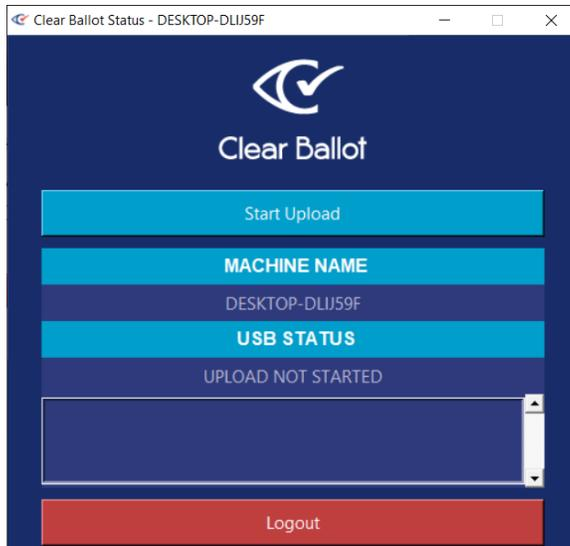 Clear Ballot Status - DESKTOP-DLIJ59F
Clear Ballot
Start Upload
MACHINE NAME
DESKTOP-DLIJ59F
USB STATUS
UPLOAD NOT STARTED
Logout